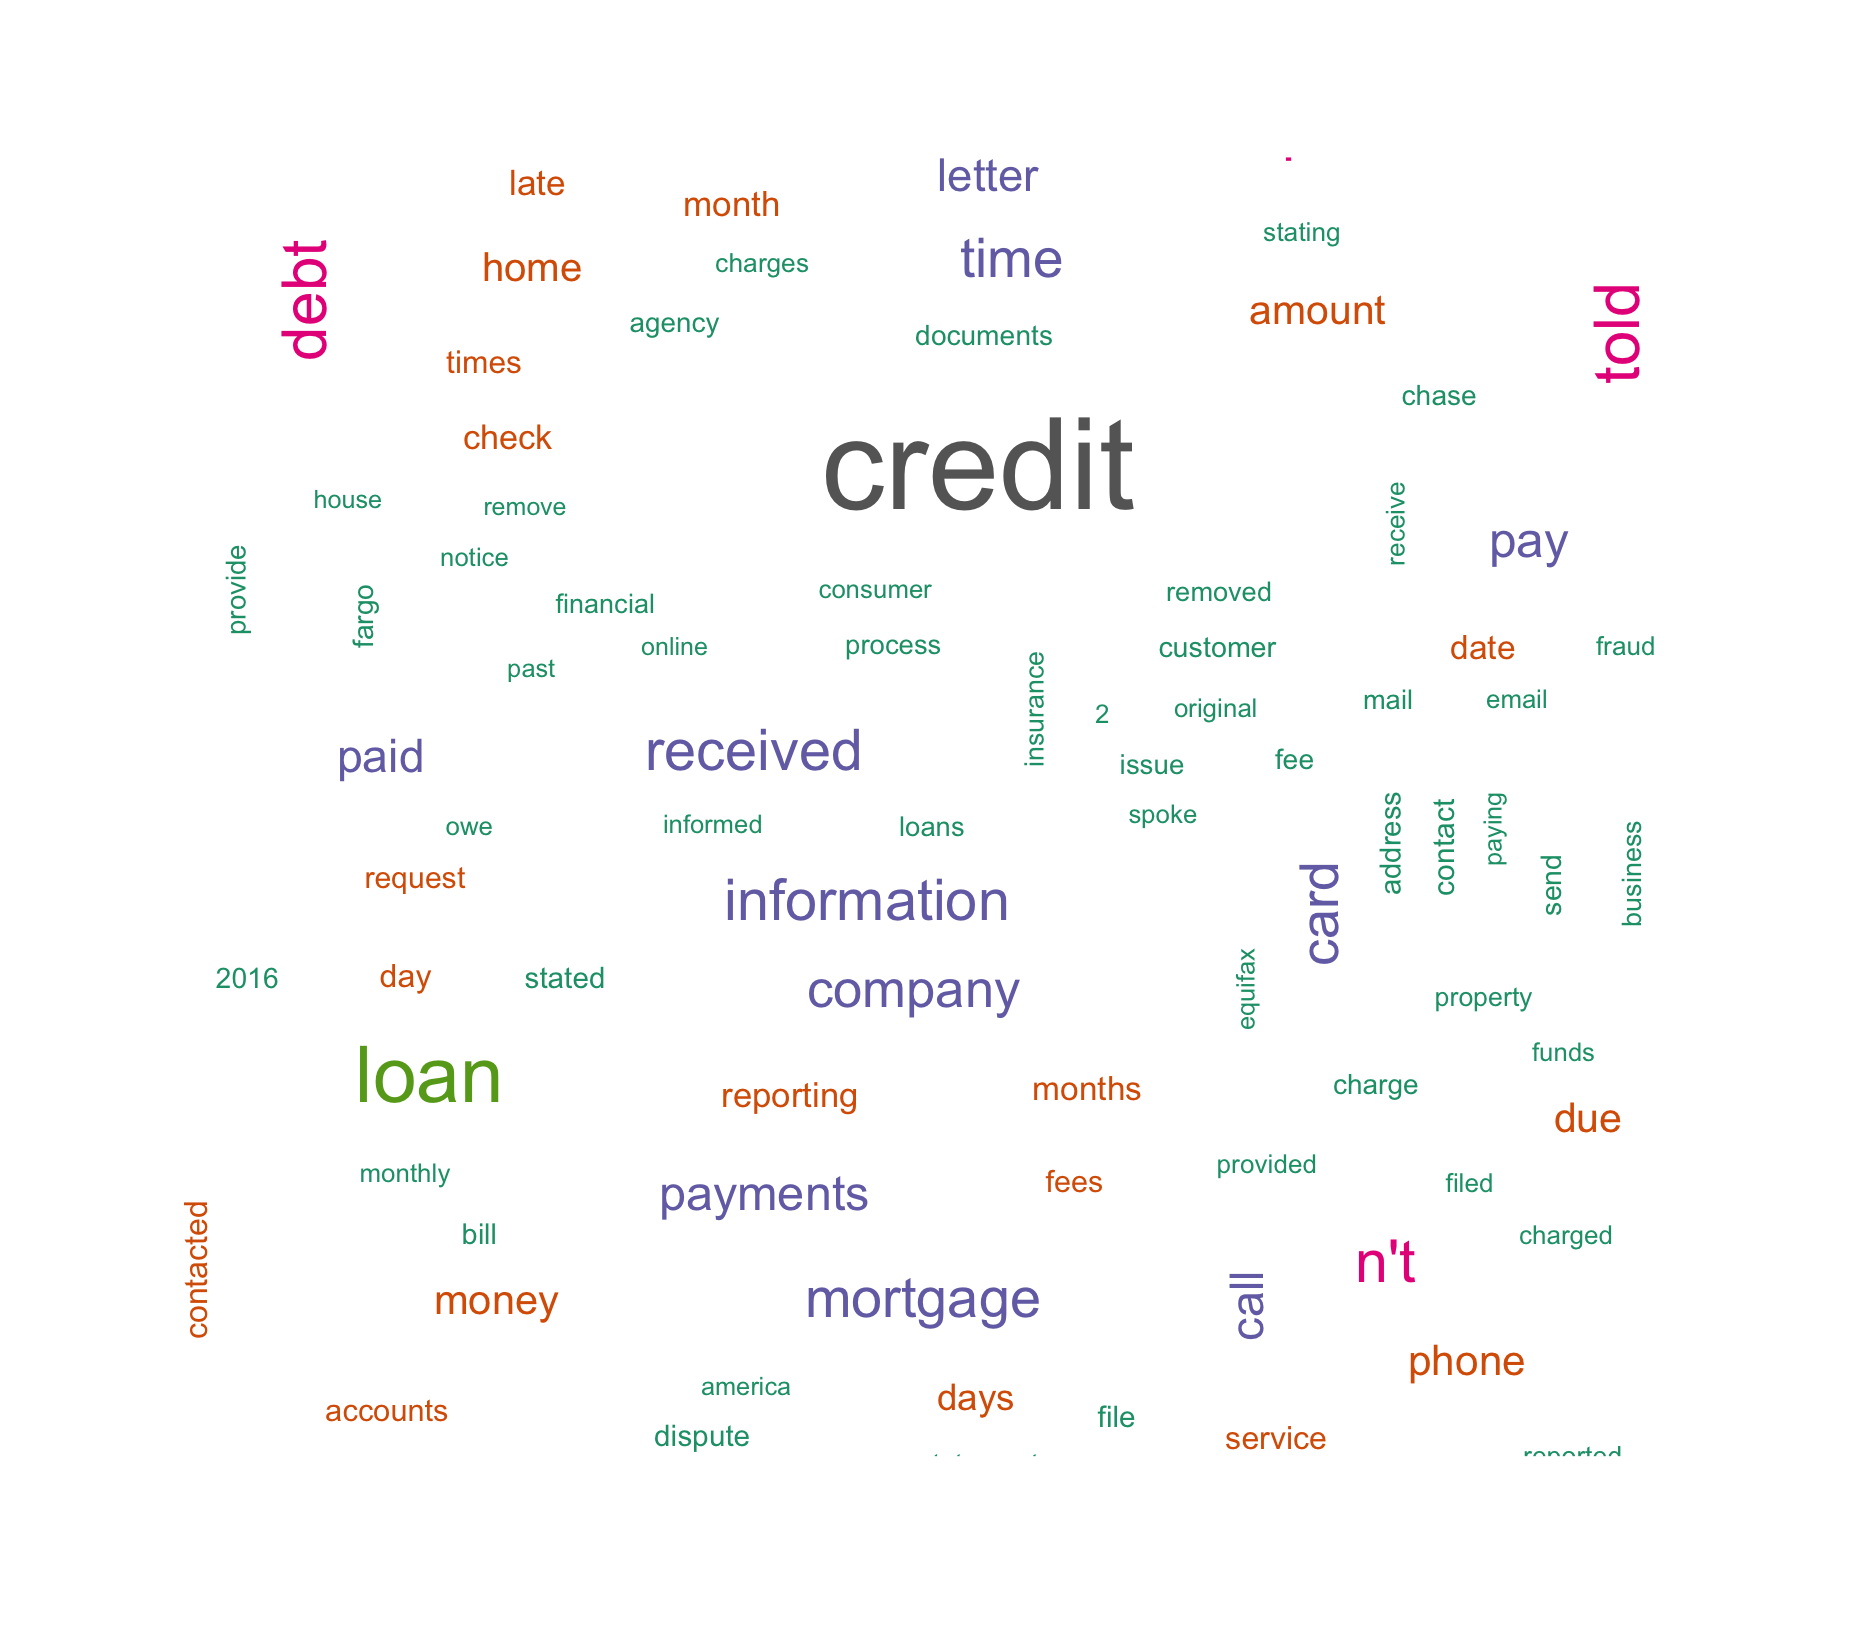 late
month
letter
debt
home
charges
time
stating
told
agency
documents
amount
times
chase
check
credit
house
remove
receive
pay
provide
notice
fargo
financial
consumer
removed
past
online
process
customer
date
fraud
insurance
2
original
mail
email
paid
received
issue
fee
owe
informed
loans
spoke
address
contact
paying
send
business
request
information
card
2016
day
stated
company
equifax
property
loan
reporting
months
charge
funds
due
monthly
payments
fees
provided
filed
contacted
bill
n't
charged
money
mortgage
call
phone
accounts
america
days
file
dispute
service
reported